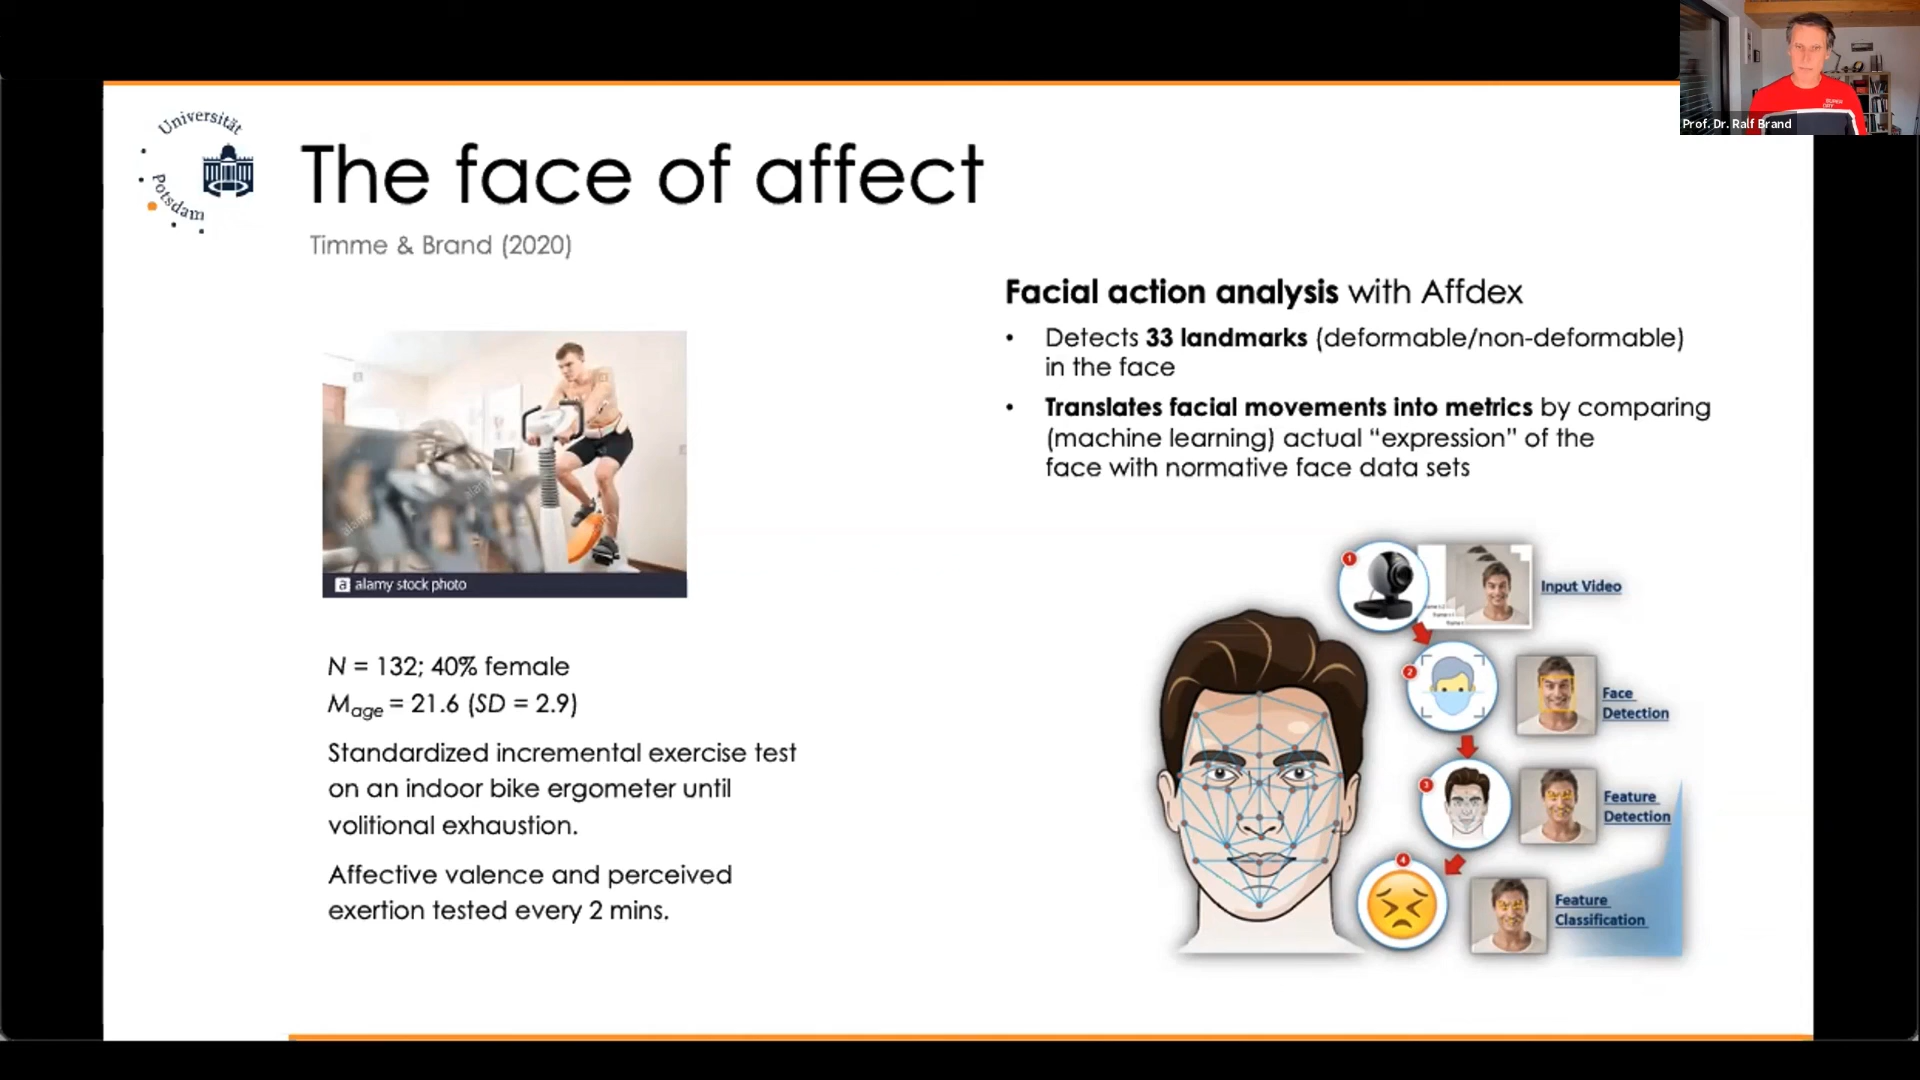 Universität
Potsdam
The face of affect
Timme & Brand (2020)
alamy stock photo
N = 132; 40% female
Mage = 21.6 (SD = 2.9)
Standardized incremental exercise test
on an indoor bike ergometer until
volitional exhaustion.
Affective valence and perceived
exertion tested every 2 mins.
Facial action analysis with Affdex
• Detects 33 landmarks (deformable/non-deformable)
in the face
• Translates facial movements into metrics by comparing
(machine learning) actual “expression” of the
face with normative face data sets
1
Input Video
2
Face
Detection
3
Feature
Detection
4
Feature
Classification
Prof. Dr. Ralf Brand